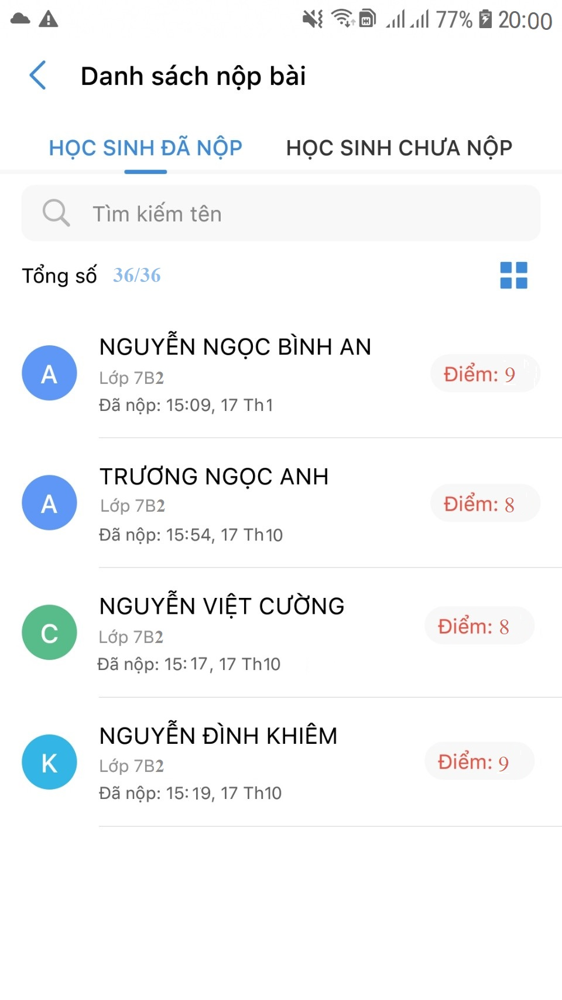 77% 20:00
Danh sách nộp bài
HỌC SINH ĐÃ NỘP HỌC SINH CHƯA NỘP
Tìm kiếm tên
Tổng số 36/36
A
NGUYỄN NGỌC BÌNH AN
Lớp 7B2
Đã nộp: 15:09, 17 Th1
Điểm: 9
A
TRƯƠNG NGỌC ANH
Lớp 7B2
Đã nộp: 15:54, 17 Th10
Điểm: 8
C
NGUYỄN VIỆT CƯỜNG
Lớp 7B2
Đã nộp: 15:17, 17 Th10
Điểm: 8
K
NGUYỄN ĐÌNH KHIÊM
Lớp 7B2
Đã nộp: 15:19, 17 Th10
Điểm: 9